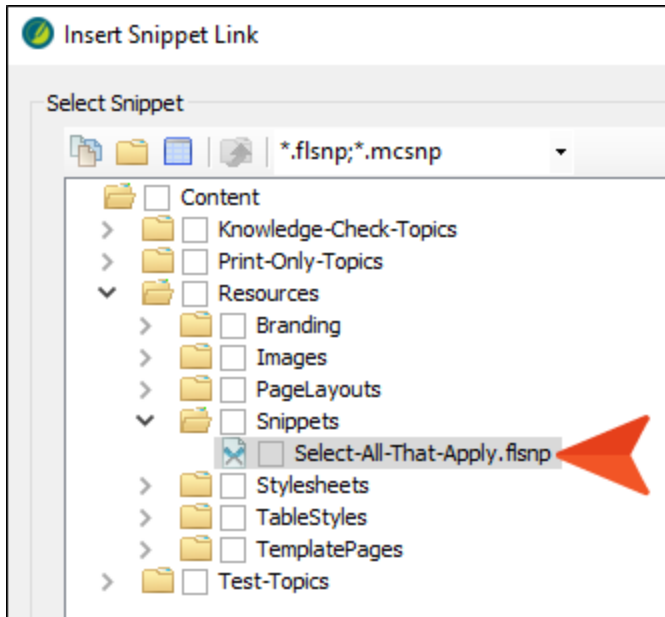 Insert Snippet Link
Select Snippet
*.flsnp;*.mcsnp
Content
Knowledge-Check-Topics
Print-Only-Topics
Resources
Branding
Images
PageLayouts
Snippets
Select-All-That-Apply.flsnp
Stylesheets
TableStyles
TemplatePages
Test-Topics